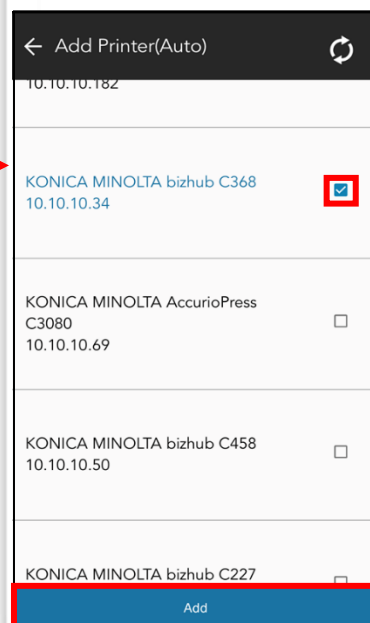 Add Printer(Auto)
10.10.10.182
KONICA MINOLTA bizhub C368
10.10.10.34
KONICA MINOLTA AccurioPress
C3080
10.10.10.69
KONICA MINOLTA bizhub C458
10.10.10.50
KONICA MINOLTA bizhub C227
Add